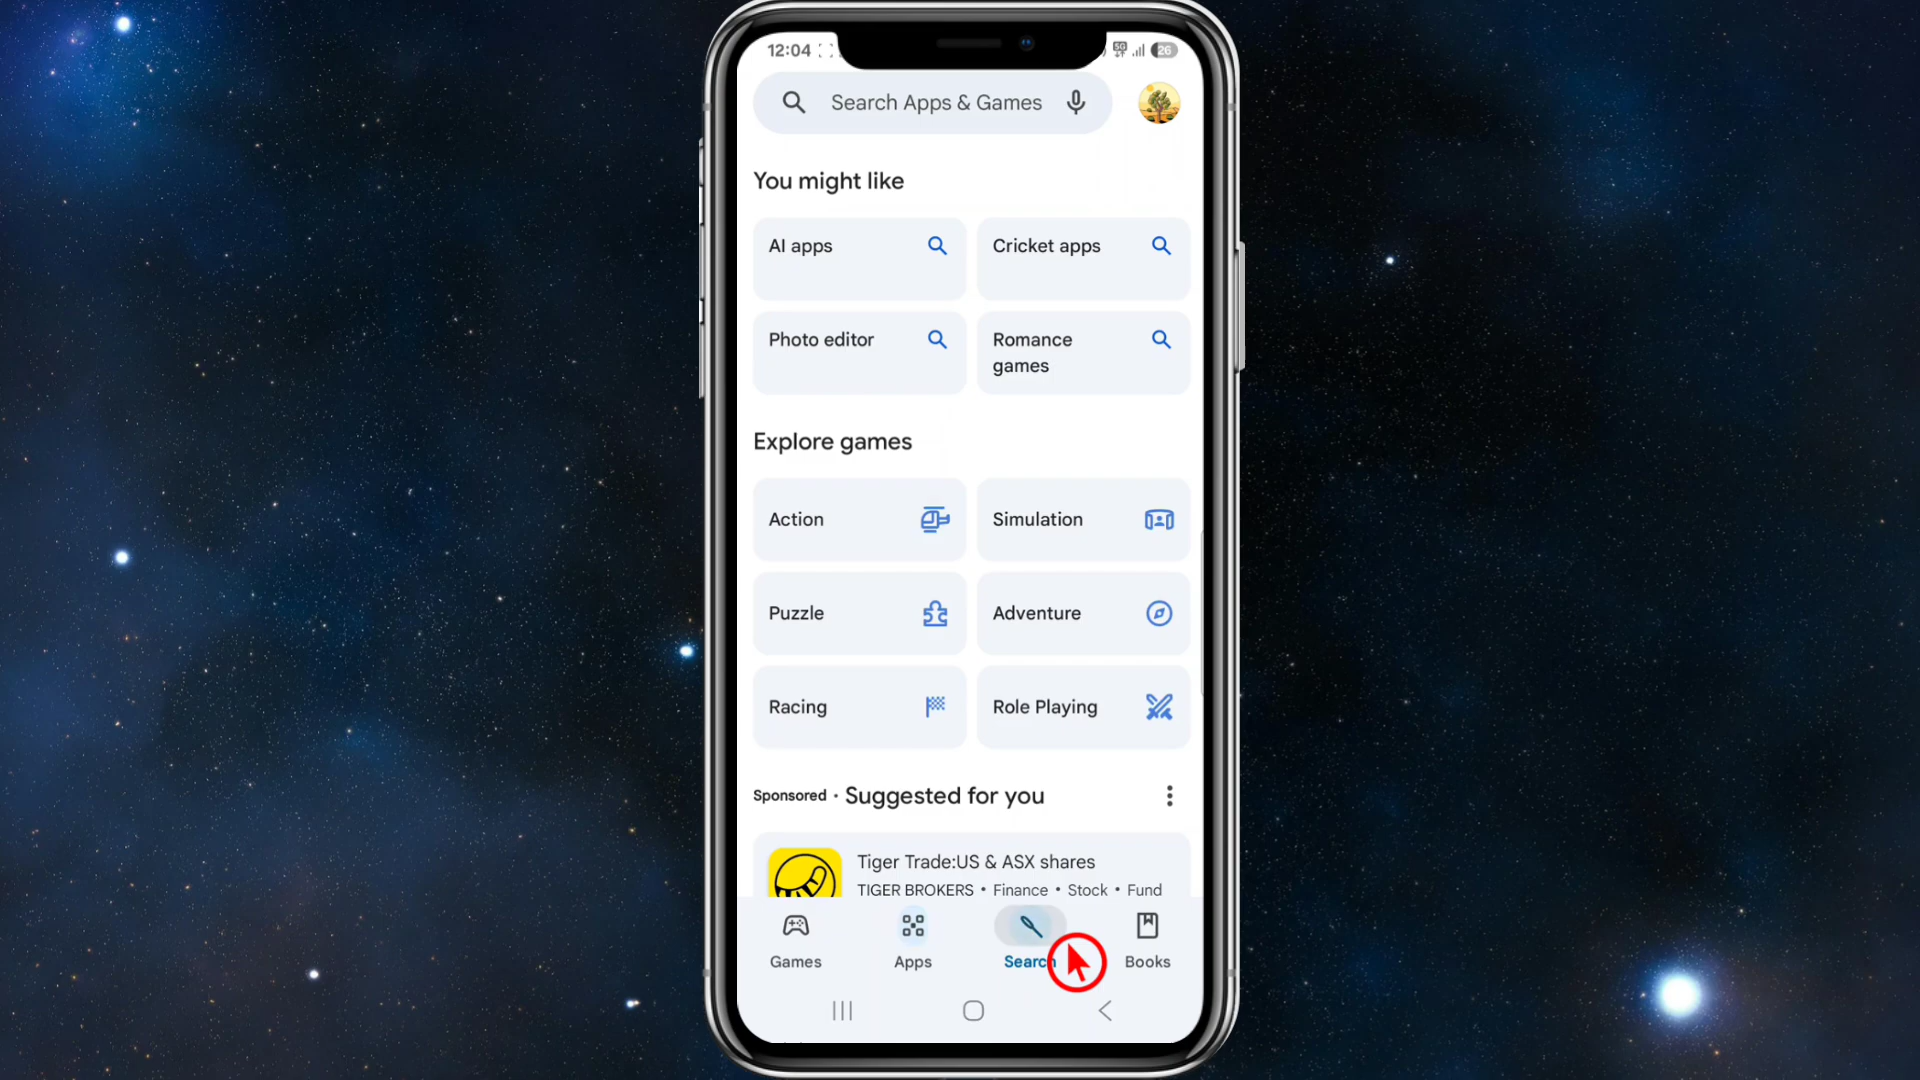 12:04
5G
26
Search Apps & Games
You might like
AI apps
Cricket apps
Photo editor
Romance
games
Explore games
Action
Simulation
Puzzle
Adventure
Racing
Role Playing
Sponsored • Suggested for you
Tiger Trade:US & ASX shares
TIGER BROKERS • Finance • Stock • Fund
Games
Apps
Search
Books